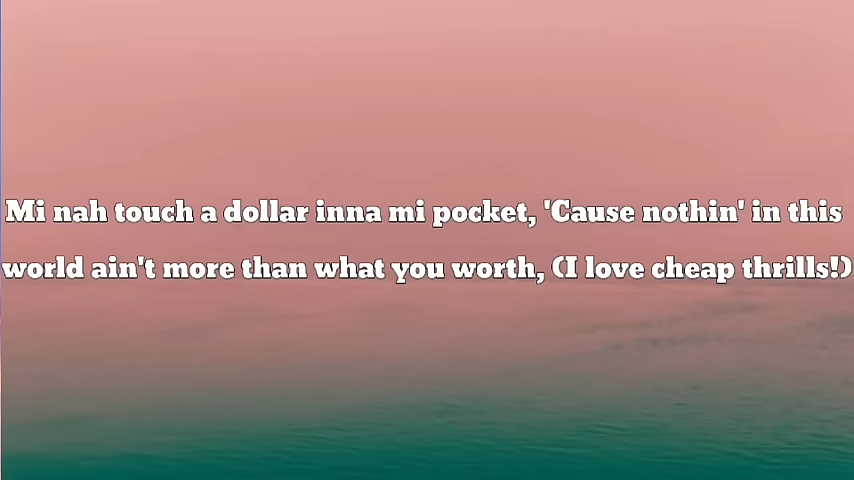 Mi nah touch a dollar inna mi pocket, 'Cause nothin' in this
world ain't more than what you worth, (I love cheap thrills!)